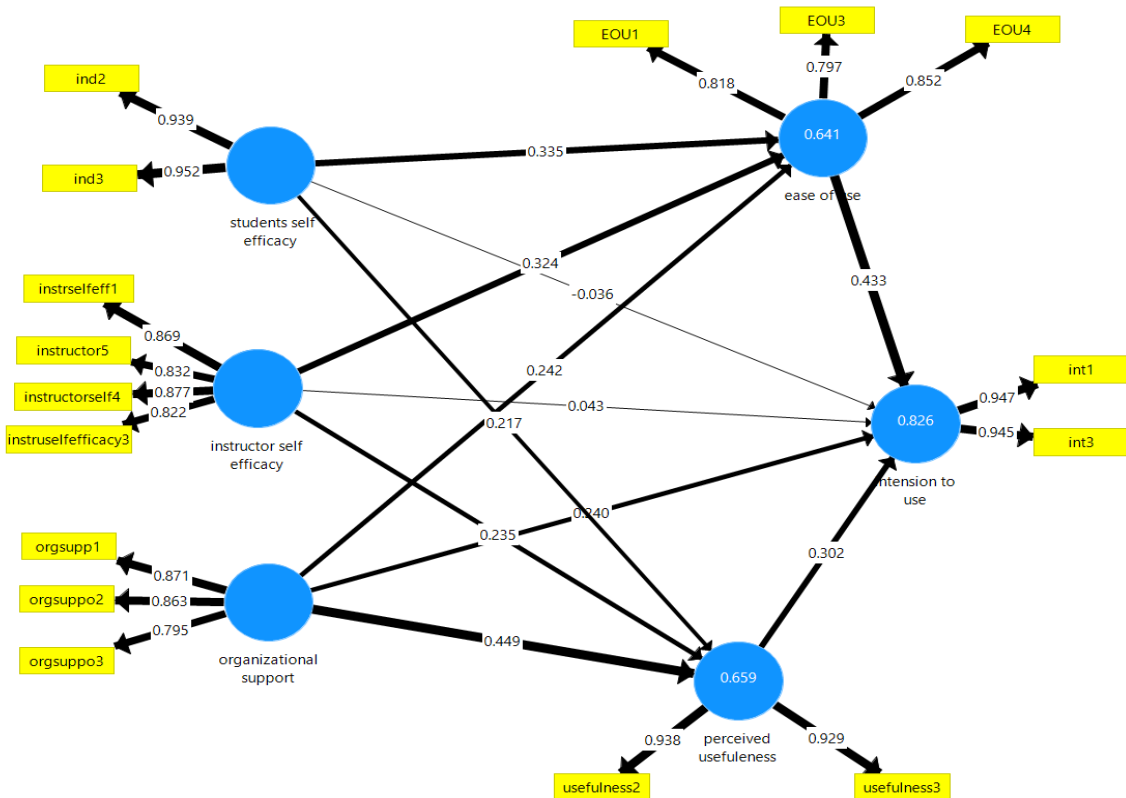 EOU1
EOU3
EOU4
0.818
0.797
0.852
ind2
0.939
ind3
0.952
students self
efficacy
0.335
0.641
ease of use
0.324
-0.036
0.433
instrselfeff1
0.869
instructor5
0.832
instructorself4
0.877
instruselfefficacy3
0.822
instructor self
efficacy
0.242
0.043
0.217
0.826
ntension to
use
int1
0.947
int3
0.945
0.235
0.240
0.302
orgsupp1
0.871
orgsuppo2
0.863
orgsuppo3
0.795
organizational
support
0.449
0.659
perceived
usefuleness
0.938
0.929
usefulness2
usefulness3